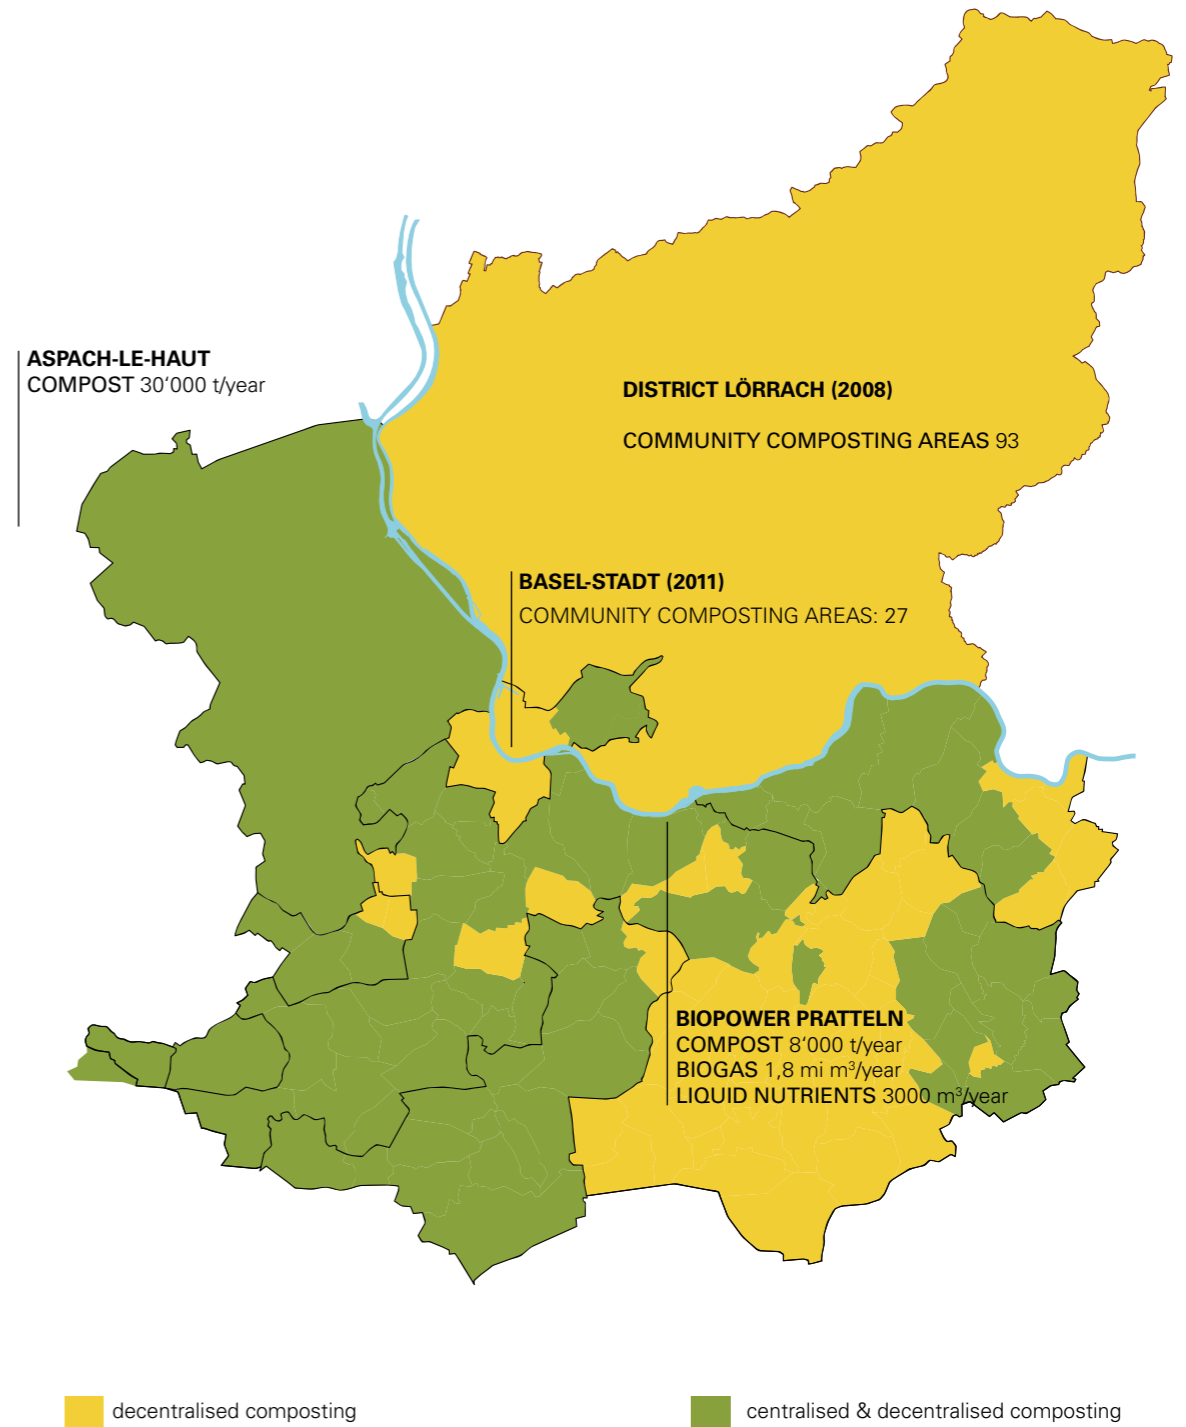 ASPACH-LE-HAUT
COMPOST 30‘000 t/year
DISTRICT LÖRRACH (2008)
COMMUNITY COMPOSTING AREAS 93
BASEL-STADT (2011)
COMMUNITY COMPOSTING AREAS: 27
BIOPOWER PRATTELN
COMPOST 8‘000 t/year
BIOGAS 1,8 mi m³/year
LIQUID NUTRIENTS 3000 m³/year
decentralised composting
centralised & decentralised composting